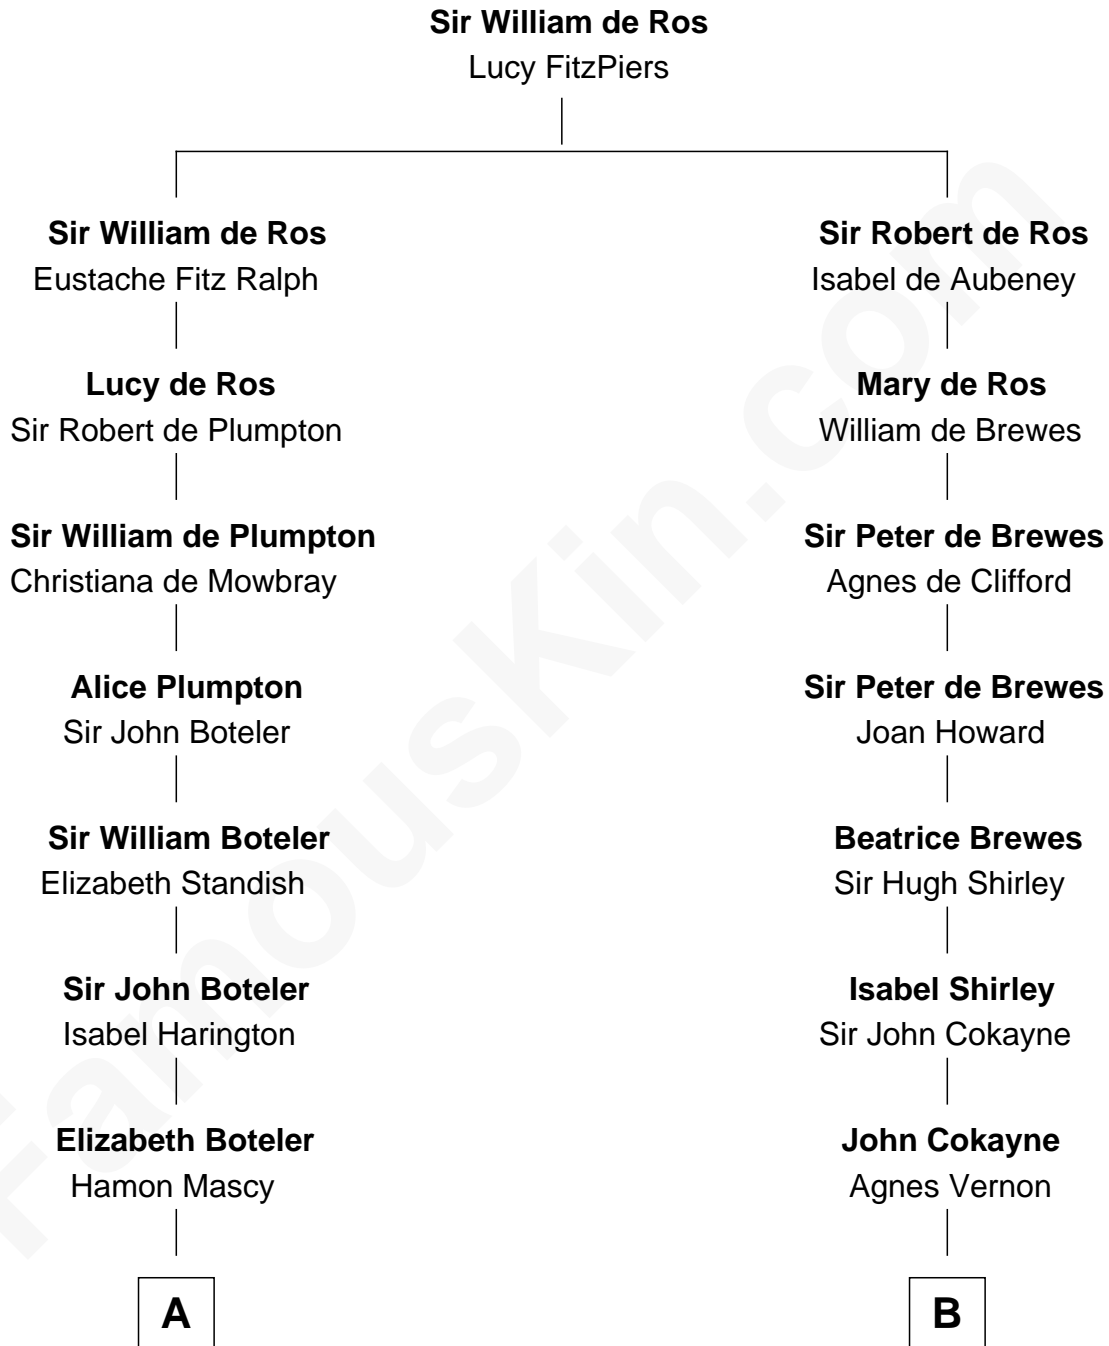 Sir William de Ros
Lucy FitzPiers
Sir William de Ros
Eustache Fitz Ralph
Sir Robert de Ros
Isabel de Aubeney
Lucy de Ros
Sir Robert de Plumpton
Mary de Ros
William de Brewes
Sir William de Plumpton
Christiana de Mowbray
Sir Peter de Brewes
Agnes de Clifford
Alice Plumpton
Sir John Boteler
Sir Peter de Brewes
Joan Howard
Sir William Boteler
Elizabeth Standish
Beatrice Brewes
Sir Hugh Shirley
Sir John Boteler
Isabel Harington
Isabel Shirley
Sir John Cokayne
Elizabeth Boteler
Hamon Mascy
John Cokayne
Agnes Vernon
A
B
FamousKin.com